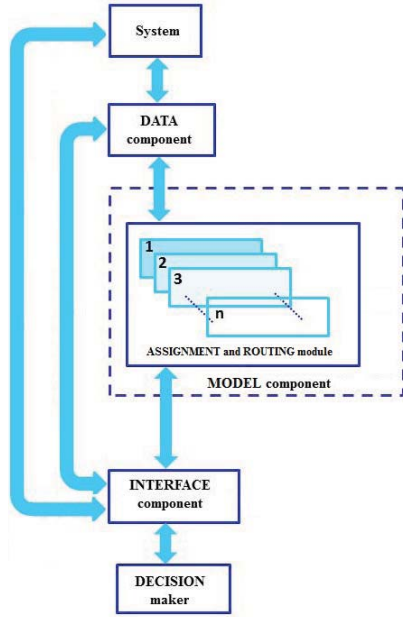 System
DATA
component
1
2
3
n
ASSIGNMENT and ROUTING module
MODEL component
INTERFACE
component
DECISION
maker